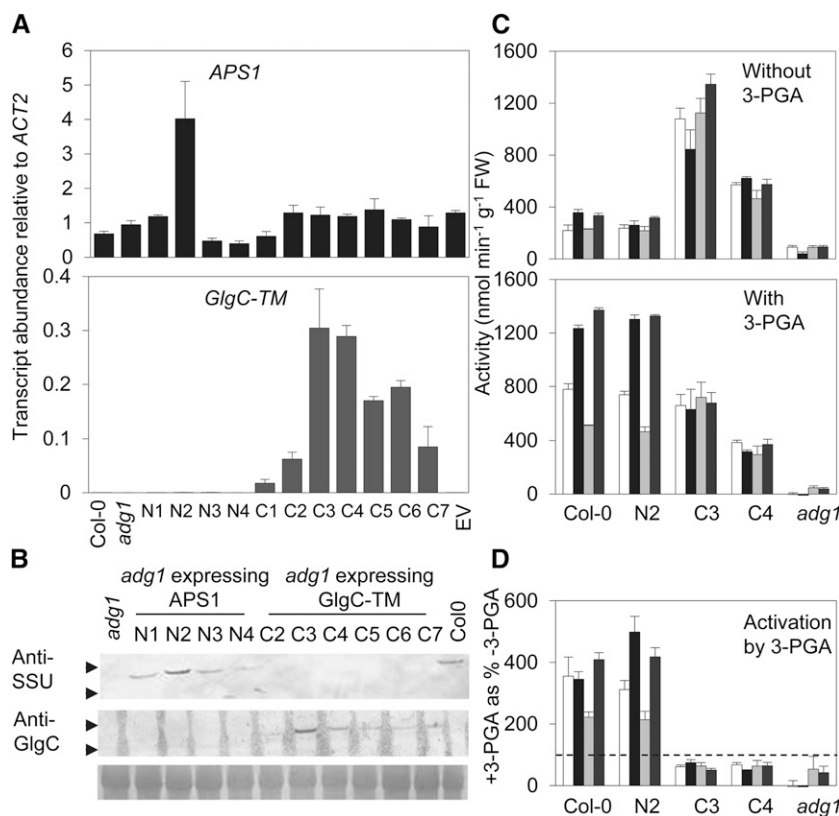 A
Transcript abundance relative to ACT2
APS1
6
5
4
3
2
1
0
GlgC-TM
0.4
0.3
0.2
0.1
0
Col-0
adg1
N1
N2
N3
N4
C1
C2
C3
C4
C5
C6
C7
EV
B
adg1
adg1 expressing
APS1
adg1 expressing
GlgC-TM
Col0
N1 N2 N3 N4 C2 C3 C4 C5 C6 C7
Anti-
SSU
Anti-
GlgC
C
Activity (nmol min-1 g-1 FW)
Without
3-PGA
1600
1200
800
400
0
With
3-PGA
1600
1200
800
400
0
Col-0 N2 C3 C4 adg1
D
+3-PGA as % -3-PGA
Activation
by 3-PGA
600
400
200
0
Col-0 N2 C3 C4 adg1